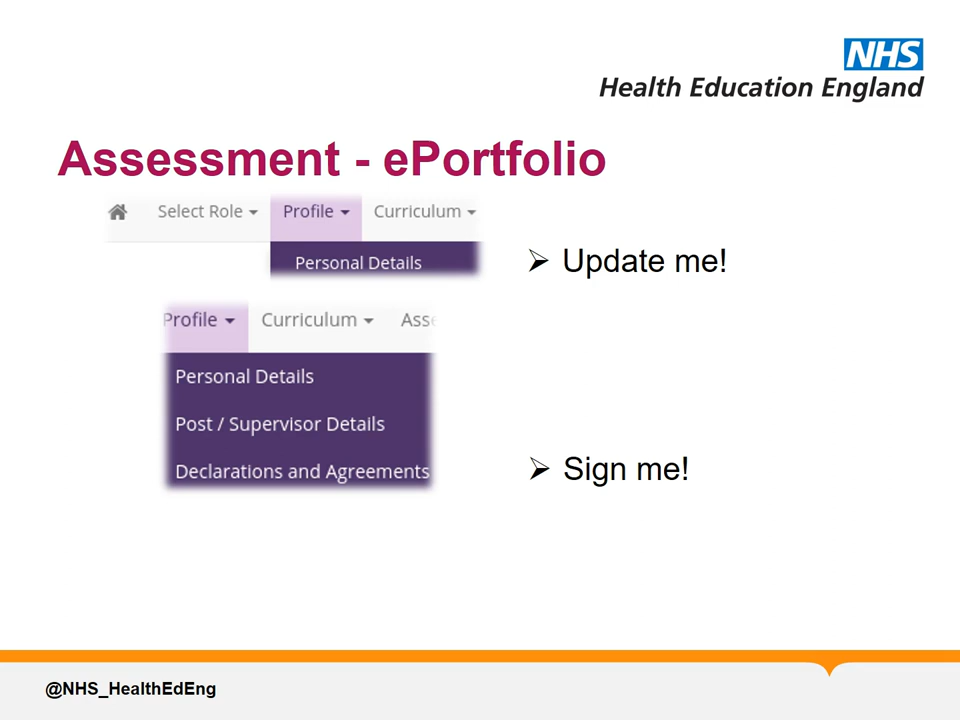 NHS
Health Education England
Assessment - ePortfolio
Select Role Profile Curriculum
Personal Details
Update me!
Profile Curriculum Asse
Personal Details
Post / Supervisor Details
Declarations and Agreements
Sign me!
@NHS_HealthEdEng